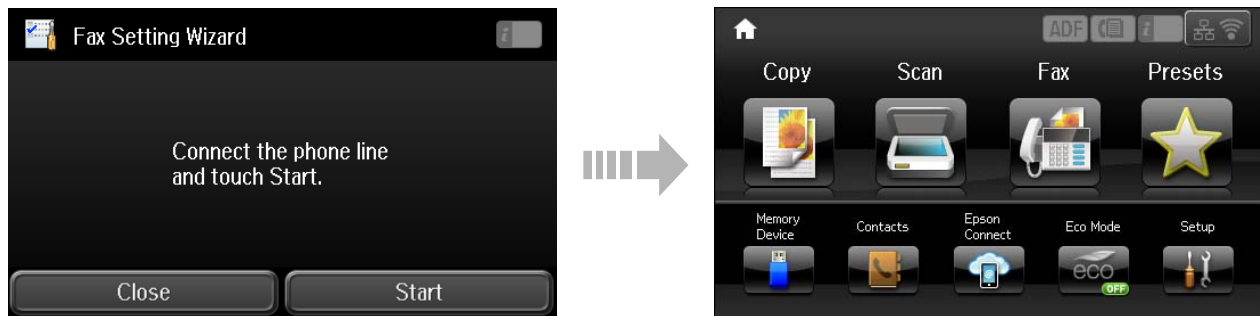 Fax Setting Wizard
i
Connect the phone line
and touch Start.
Close
Start
ADF
i
Copy
Scan
Fax
Presets
Memory
Device
Contacts
Epson
Connect
Eco Mode
Setup
eco
OFF